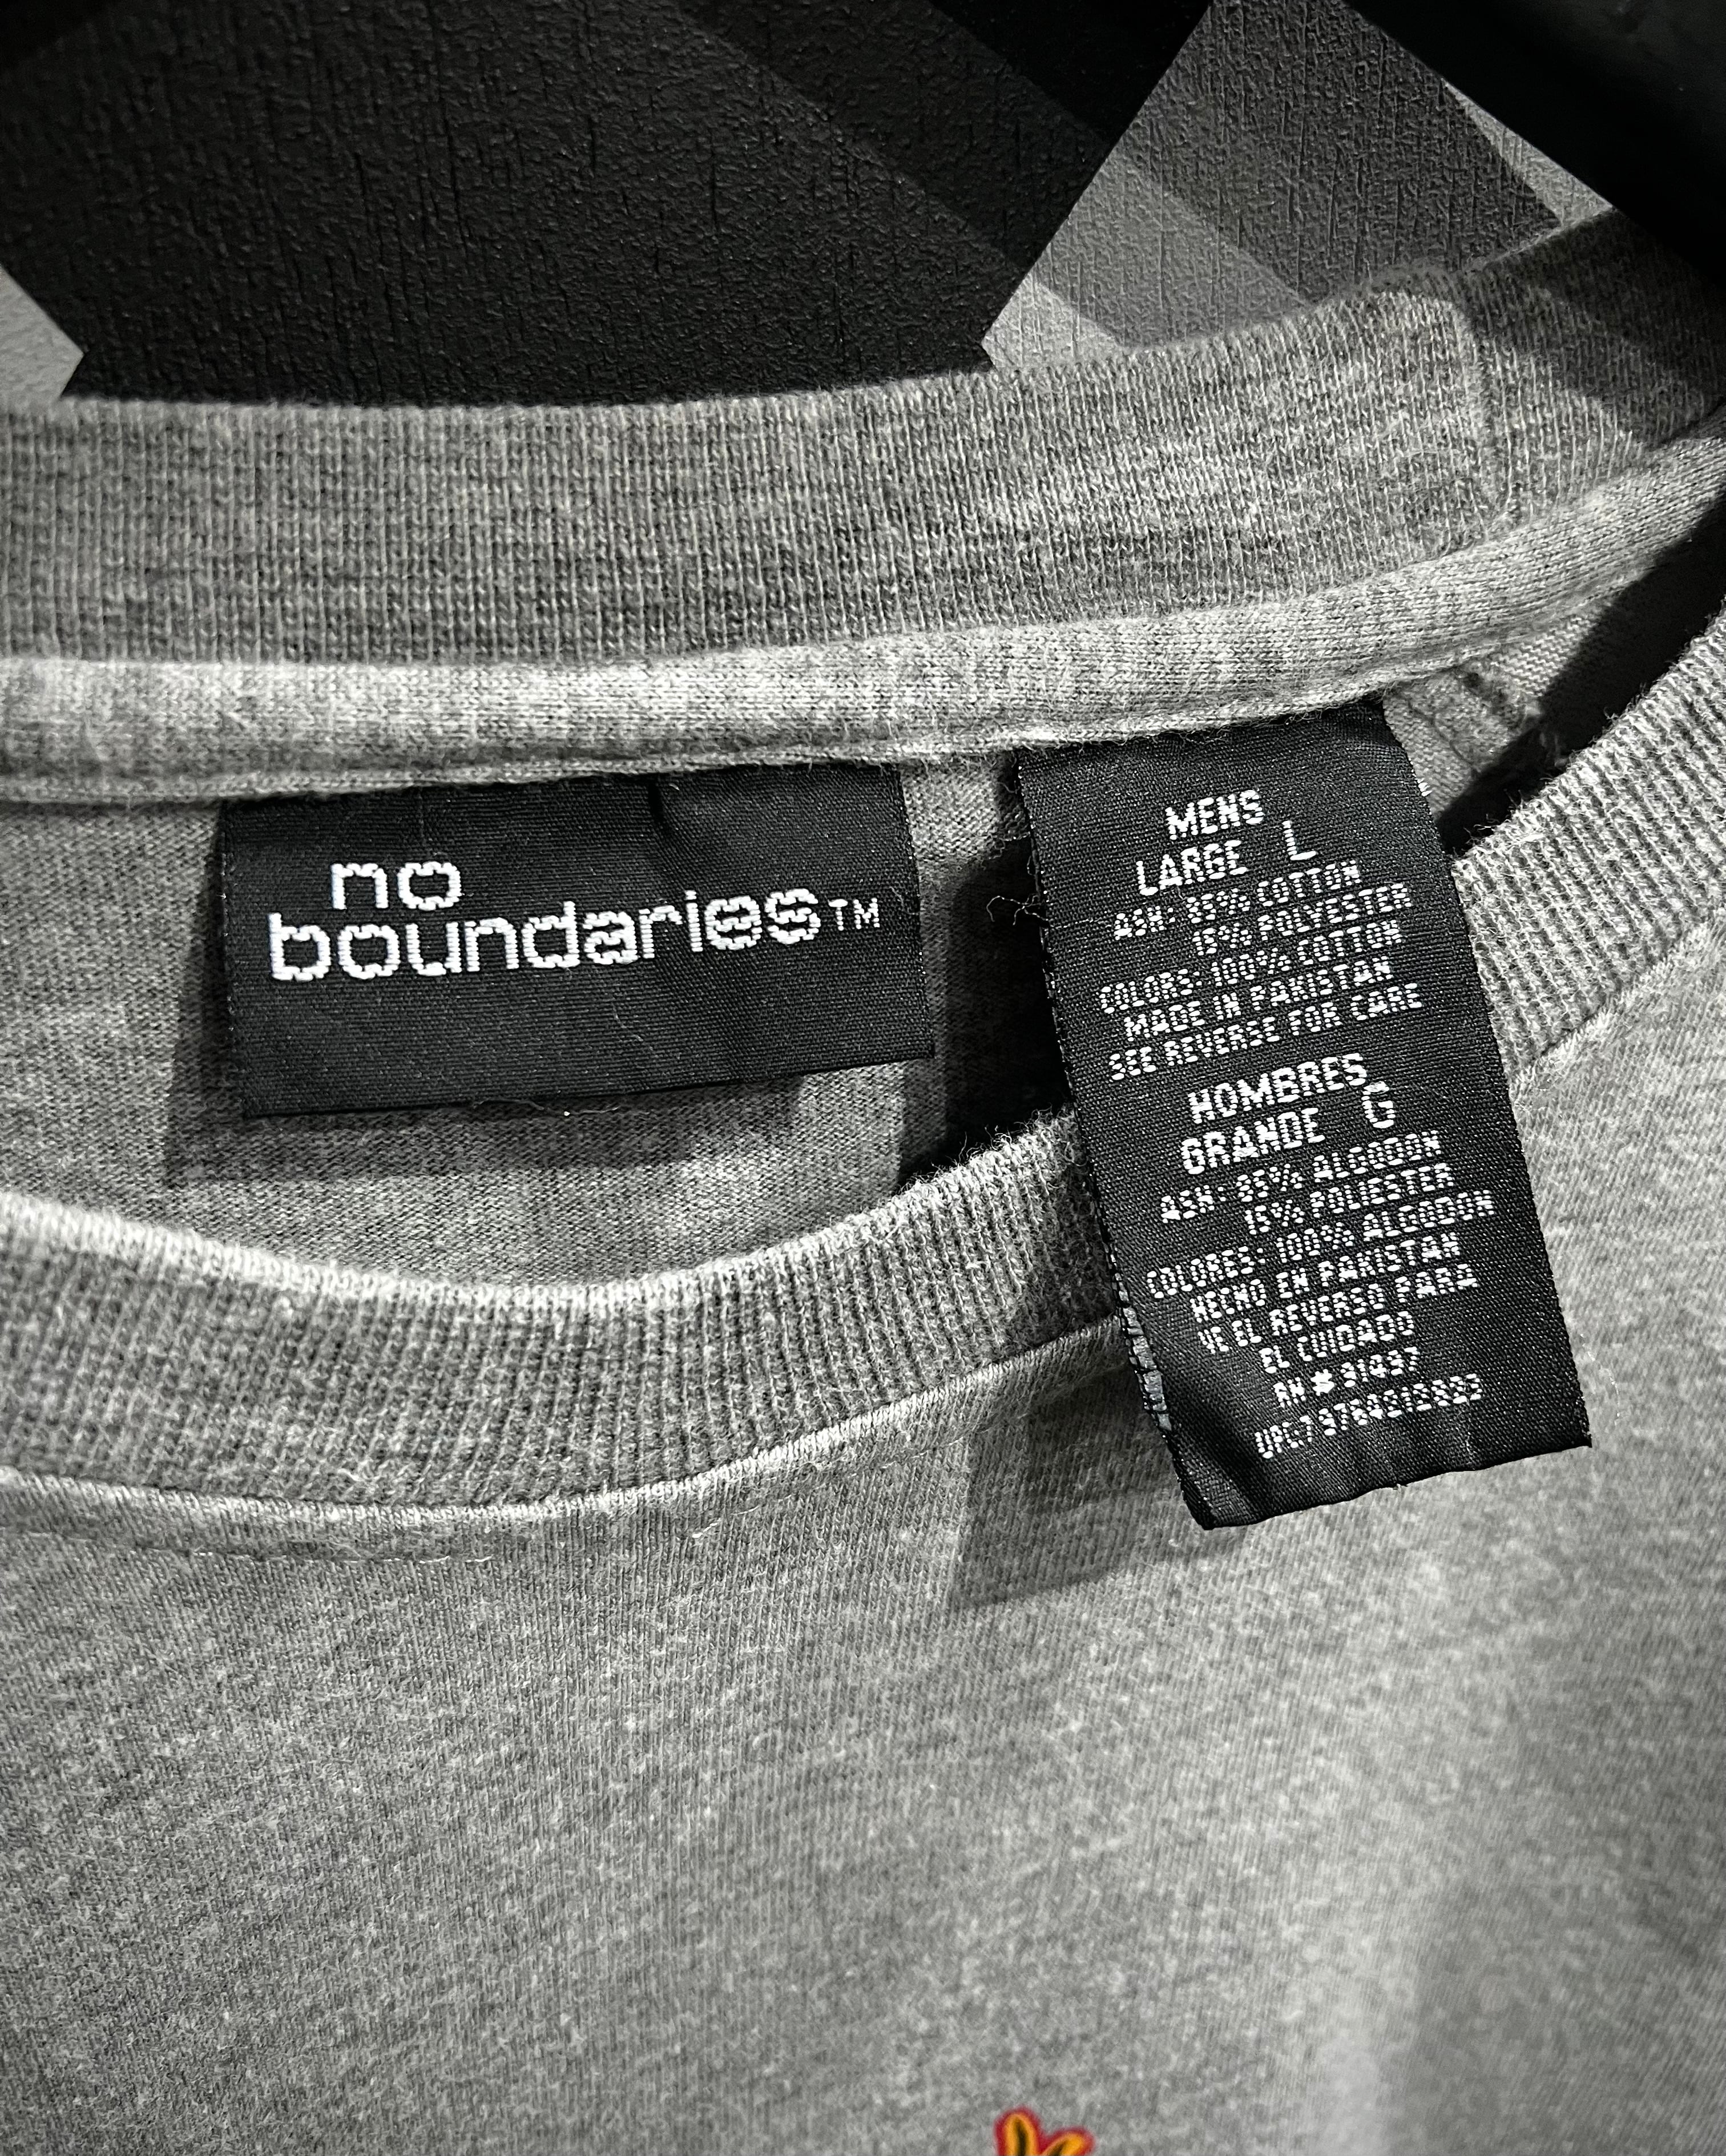 no
boundaries™
MENS
LARGE L
ASH: 85% COTTON
15% POLYESTER
COLORS: 100% COTTON
MADE IN PAKISTAN
SEE REVERSE FOR CARE
HOMBRES
GRANDE G
ASH: 85% ALGODON
15% POLIESTER
COLORES: 100% ALGODON
HECHO EN PAKISTAN
VE EL REVERSO PARA
EL CUIDADO
RN #31497